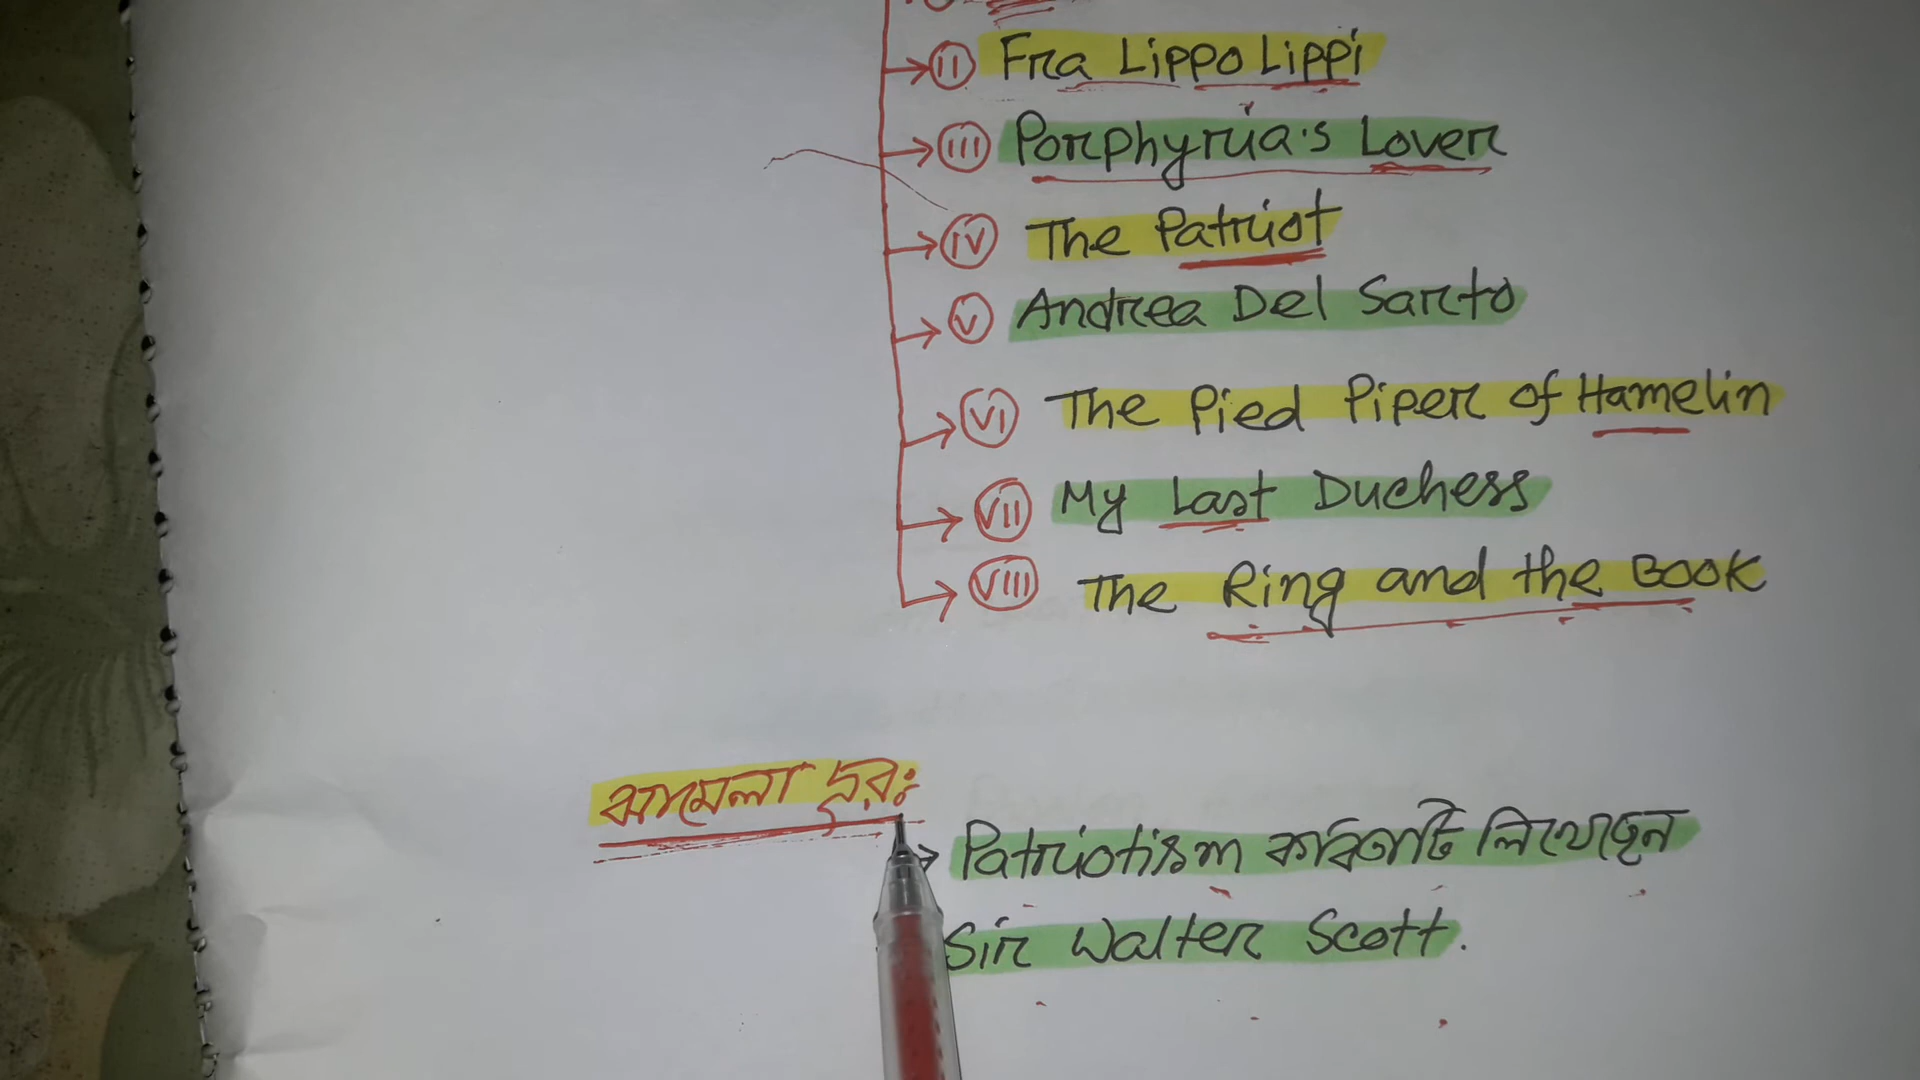 (ii) Fra Lippo Lippi
(iii) Porphyria's Lover
(iv) The Patriot
(v) Andrea Del Sarto
(vi) The Pied Piper of Hamelin
(vii) My Last Duchess
(viii) The Ring and the Book
ঝামেলা দূরঃ
→ Patriotism কবিতাটি লিখেছেন
Sir Walter Scott.